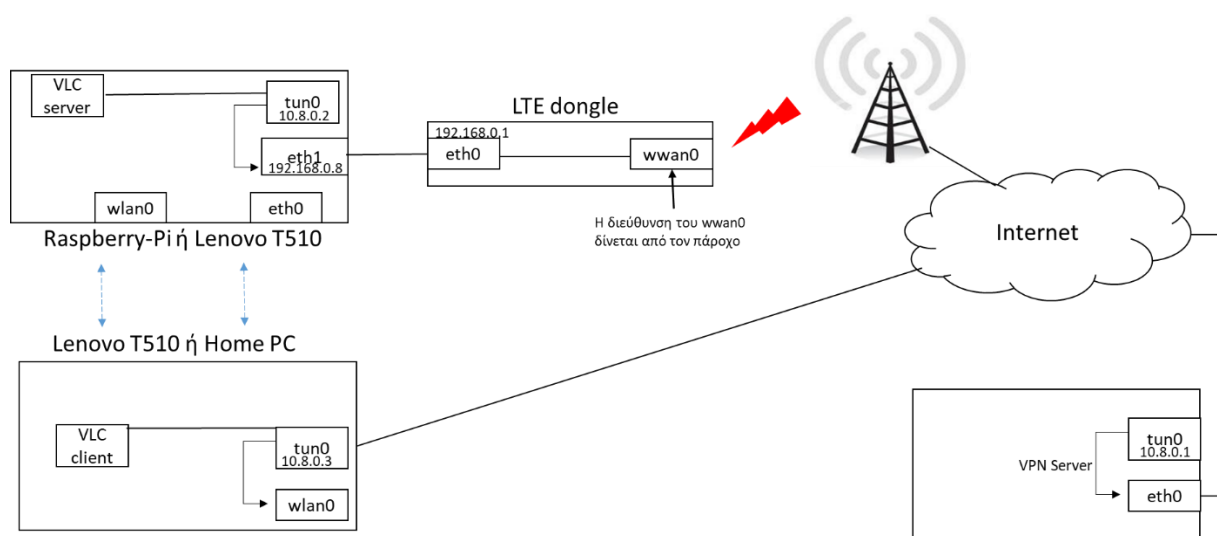 VLC
server
tun0
10.8.0.2
eth1
192.168.0.8
wlan0
eth0
Raspberry-Pi ή Lenovo T510
LTE dongle
192.168.0.1
eth0
wwan0
Η διεύθυνση του wwan0
δίνεται από τον πάροχο
Internet
Lenovo T510 ή Home PC
VLC
client
tun0
10.8.0.3
wlan0
VPN Server
tun0
10.8.0.1
eth0